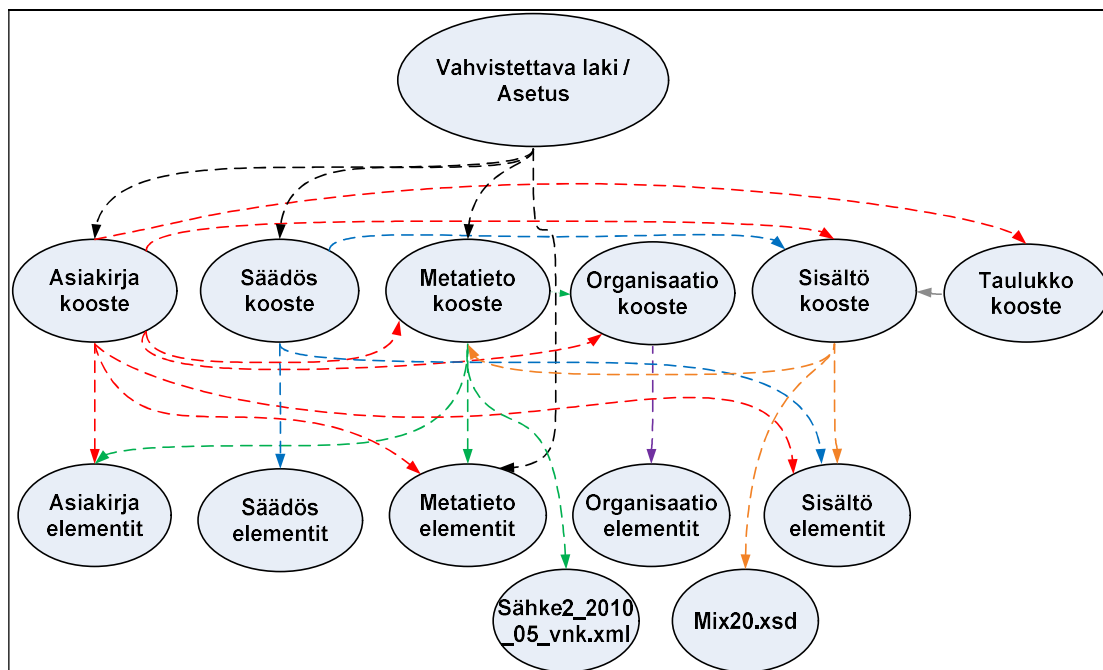 Vahvistettava laki /
Asetus
Asiakirja
kooste
Säädös
kooste
Metatieto
kooste
Organisaatio
kooste
Sisältö
kooste
Taulukko
kooste
Asiakirja
elementit
Säädös
elementit
Metatieto
elementit
Organisaatio
elementit
Sisältö
elementit
Sähke2_2010
_05_vnk.xml
Mix20.xsd